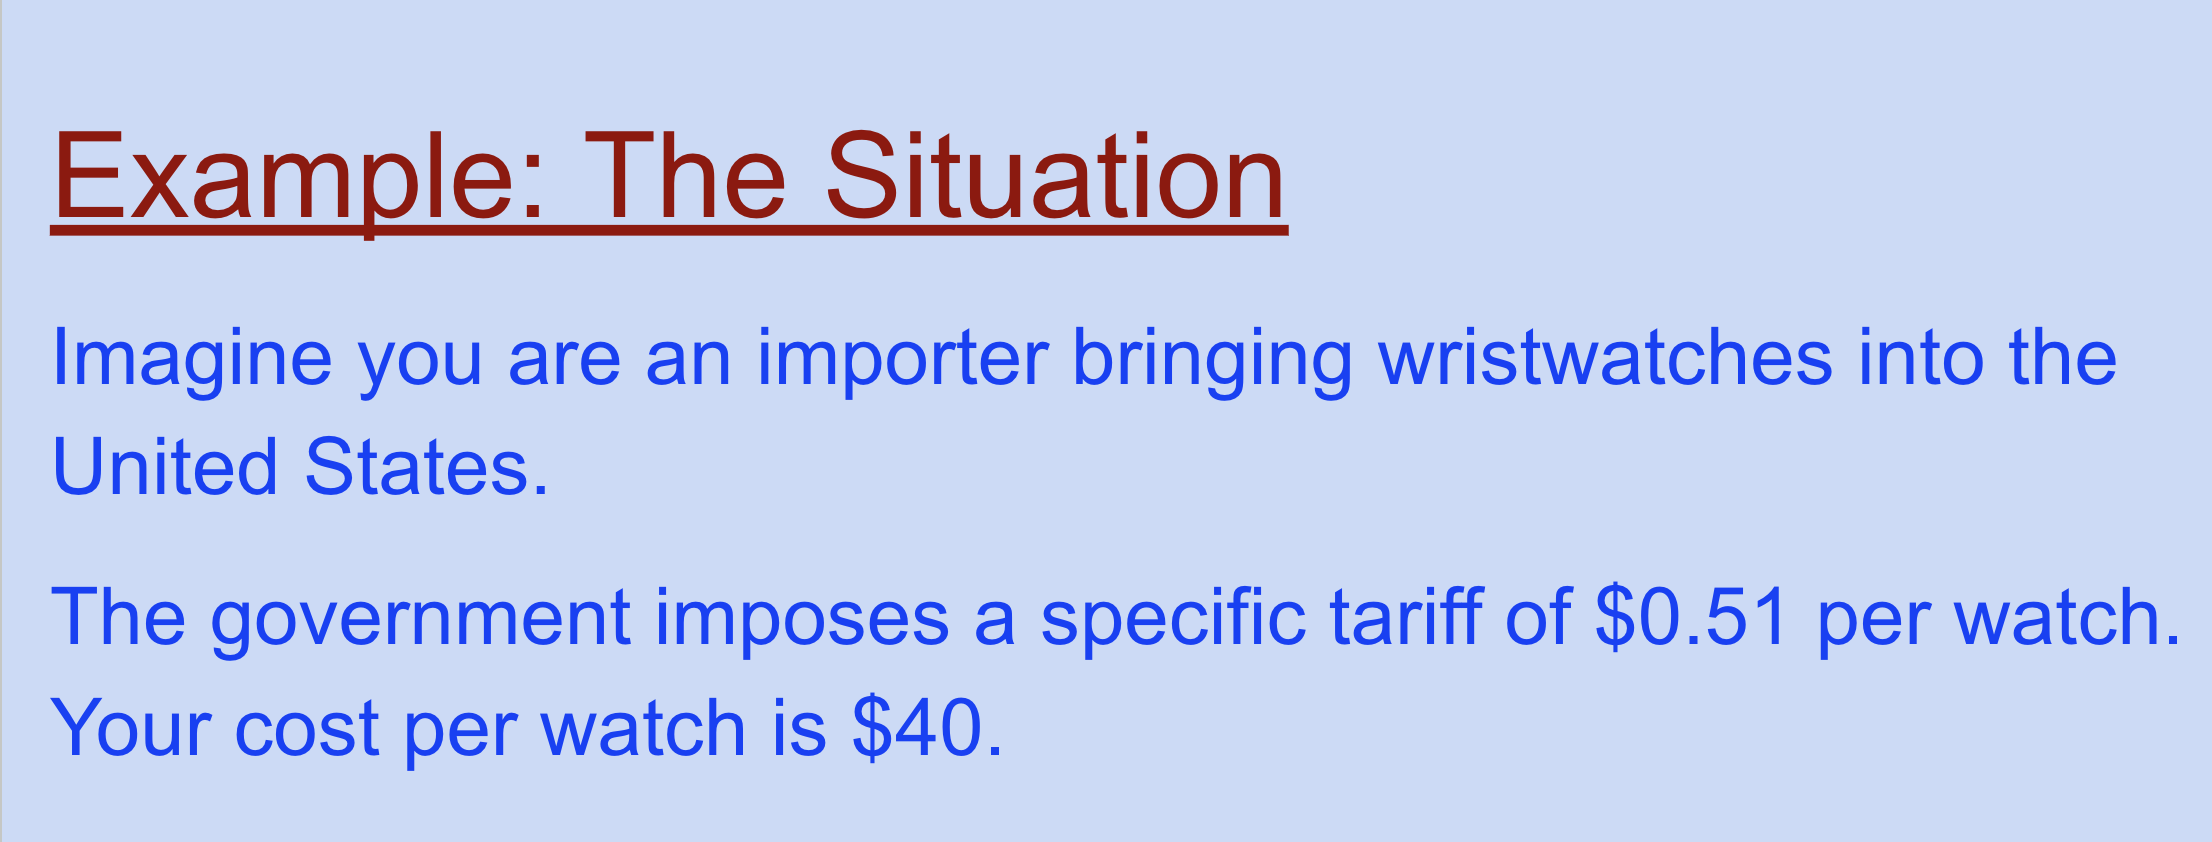 Example: The Situation
Imagine you are an importer bringing wristwatches into the
United States.
The government imposes a specific tariff of $0.51 per watch.
Your cost per watch is $40.